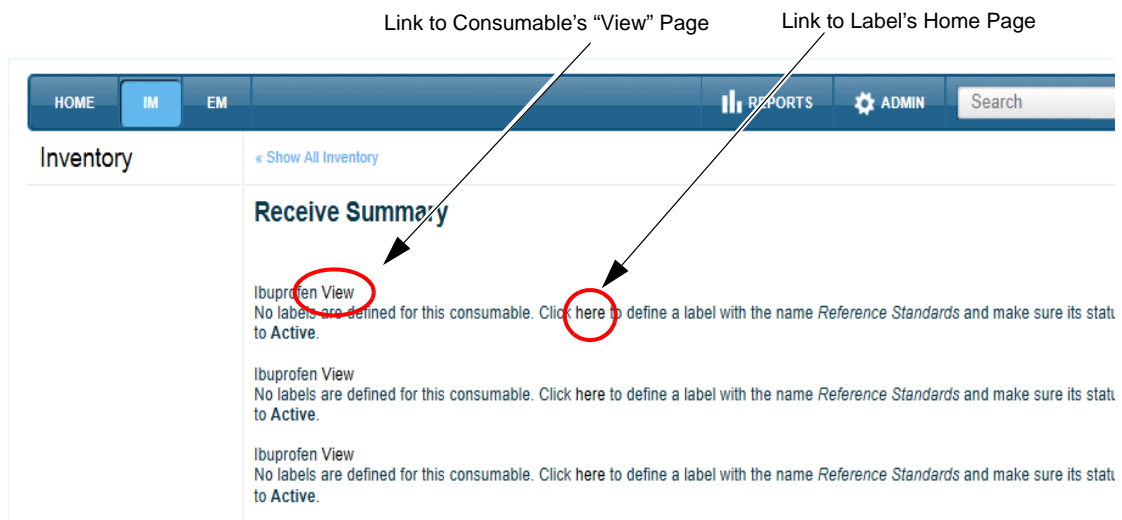 Link to Consumable's “View” Page
Link to Label's Home Page
HOME IM EM REPORTS ADMIN Search
Inventory
« Show All Inventory
Receive Summary
Ibuprofen View
No labels are defined for this consumable. Click here to define a label with the name Reference Standards and make sure its statu
to Active.
Ibuprofen View
No labels are defined for this consumable. Click here to define a label with the name Reference Standards and make sure its statu
to Active.
Ibuprofen View
No labels are defined for this consumable. Click here to define a label with the name Reference Standards and make sure its statu
to Active.